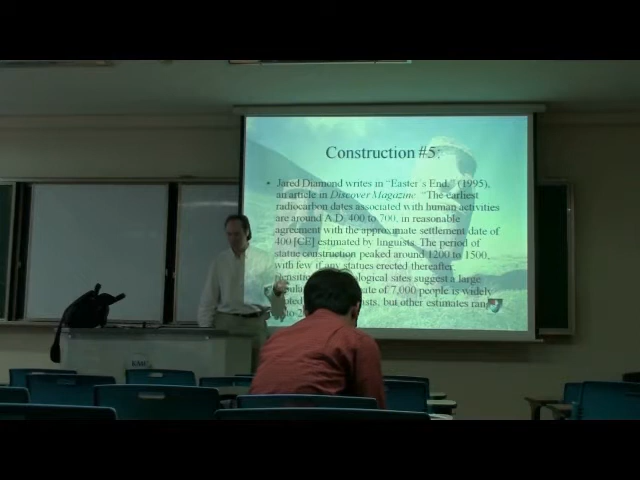 Construction #5:
• Jared Diamond writes in “Easter’s End,” (1995),
an article in Discover Magazine “The earliest
radiocarbon dates associated with human activities
are around A.D. 400 to 700, in reasonable
agreement with the approximate settlement date of
400 [CE] estimated by linguists. The period of
statue construction peaked around 1200 to 1500,
with few if any statues erected thereafter.
sites suggest a large
of 7,000 people is widely
but other estimates